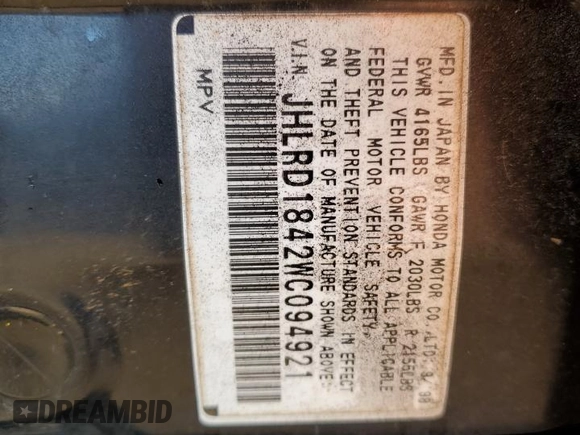 MFD. IN JAPAN BY HONDA MOTOR CO., LTD. 8/98
GVWR 4165LBS GAWR F 2030LBS R 2155LBS
THIS VEHICLE CONFORMS TO ALL APPLICABLE
FEDERAL MOTOR VEHICLE SAFETY
AND THEFT PREVENTION STANDARDS IN EFFECT
ON THE DATE OF MANUFACTURE SHOWN ABOVE.
V.I.N. JHLRD1842WC094921
MPV
DREAMBID